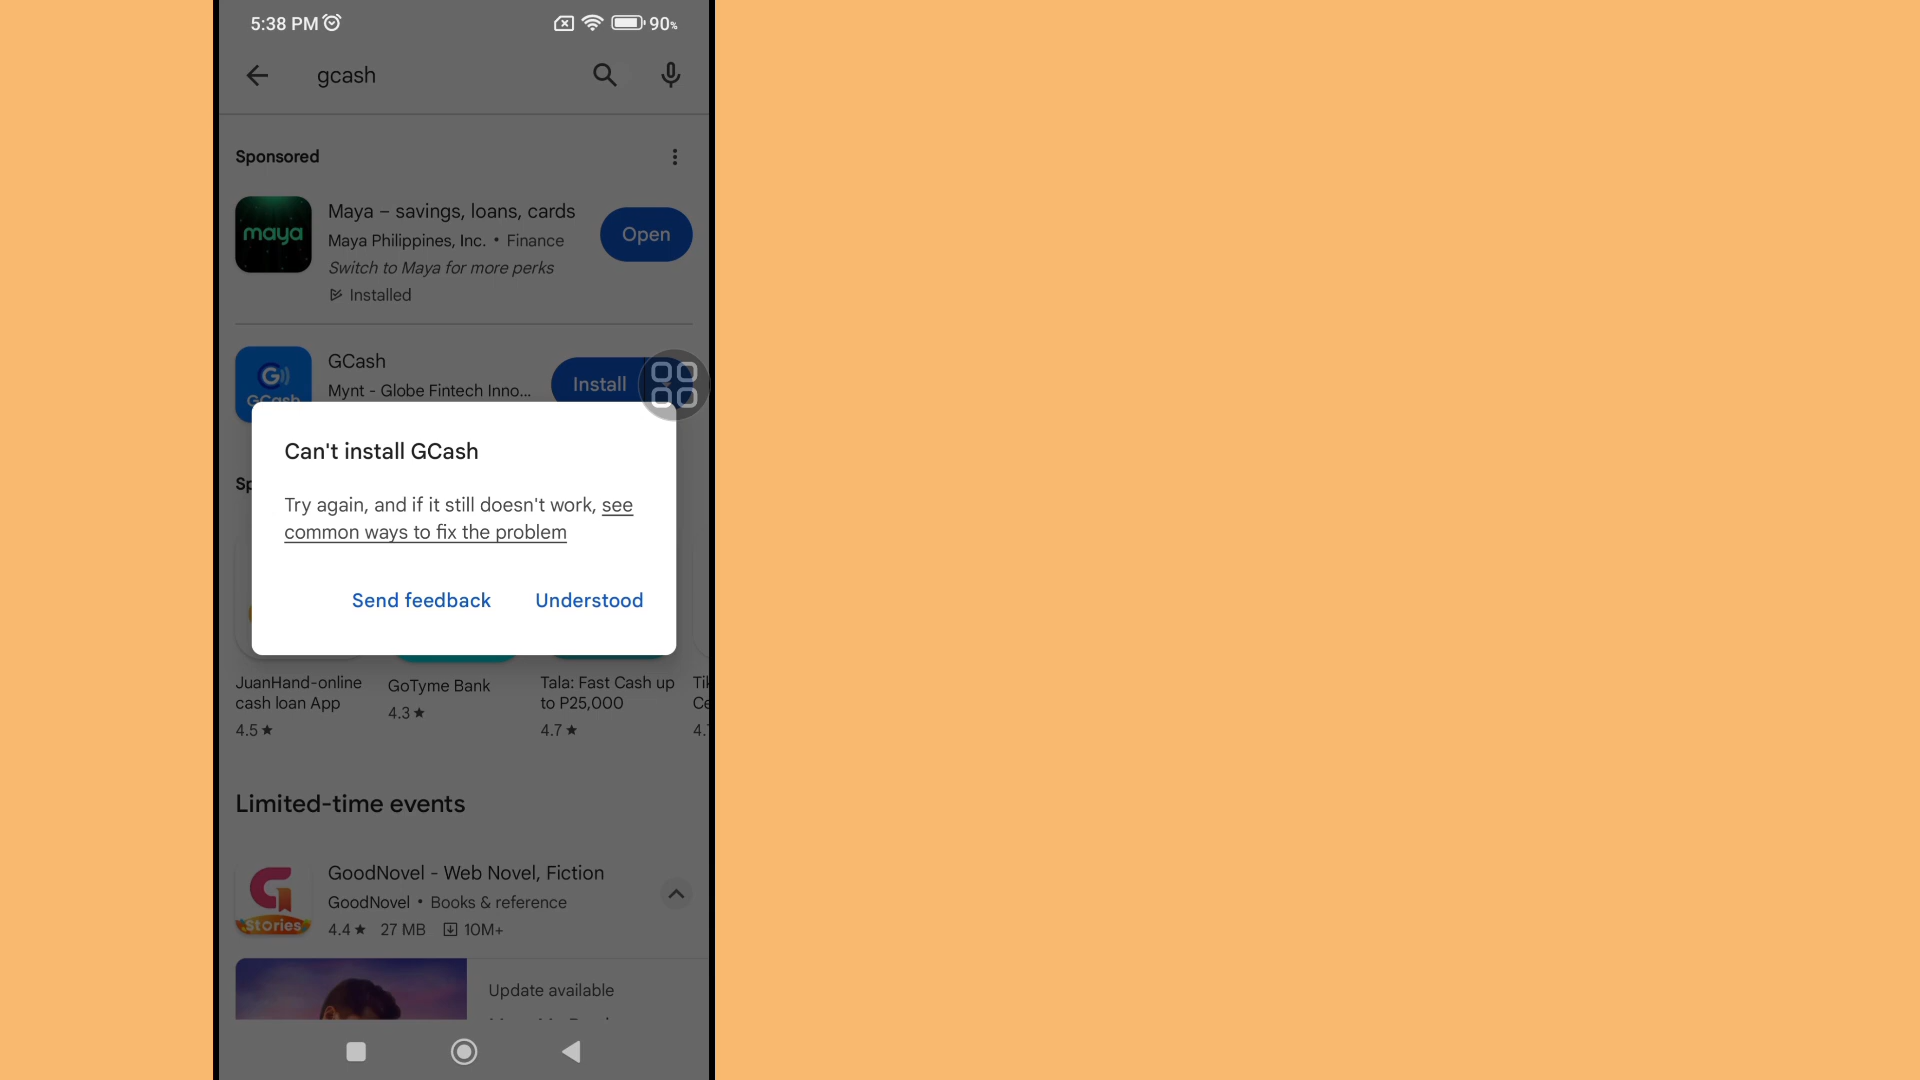 5:38 PM
90%
gcash
Sponsored
maya
Maya – savings, loans, cards
Maya Philippines, Inc. • Finance
Switch to Maya for more perks
Installed
Open
GCash
GCash
Mynt - Globe Fintech Inno...
Install
Can't install GCash
Try again, and if it still doesn't work, see
common ways to fix the problem
Send feedback
Understood
JuanHand-online
cash loan App
4.5★
GoTyme Bank
4.3★
Tala: Fast Cash up
to P25,000
4.7 ★
4.
Limited-time events
Stories
GoodNovel - Web Novel, Fiction
GoodNovel • Books & reference
4.4★ 27 MB 10M+
Update available